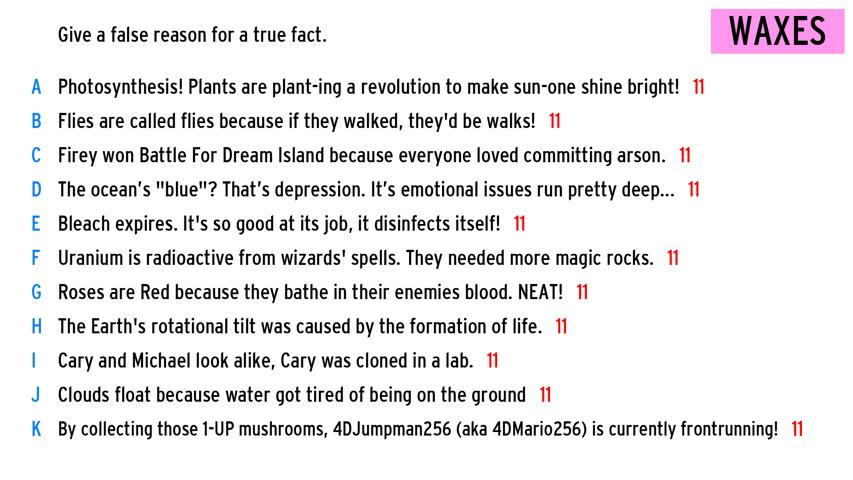 Give a false reason for a true fact.
WAXES
A Photosynthesis! Plants are plant-ing a revolution to make sun-one shine bright! 11
B Flies are called flies because if they walked, they'd be walks! 11
C Firey won Battle For Dream Island because everyone loved committing arson. 11
D The ocean’s "blue"? That’s depression. It’s emotional issues run pretty deep... 11
E Bleach expires. It's so good at its job, it disinfects itself! 11
F Uranium is radioactive from wizards' spells. They needed more magic rocks. 11
G Roses are Red because they bathe in their enemies blood. NEAT! 11
H The Earth's rotational tilt was caused by the formation of life. 11
I Cary and Michael look alike, Cary was cloned in a lab. 11
J Clouds float because water got tired of being on the ground 11
K By collecting those 1-UP mushrooms, 4DJumpman256 (aka 4DMario256) is currently frontrunning! 11